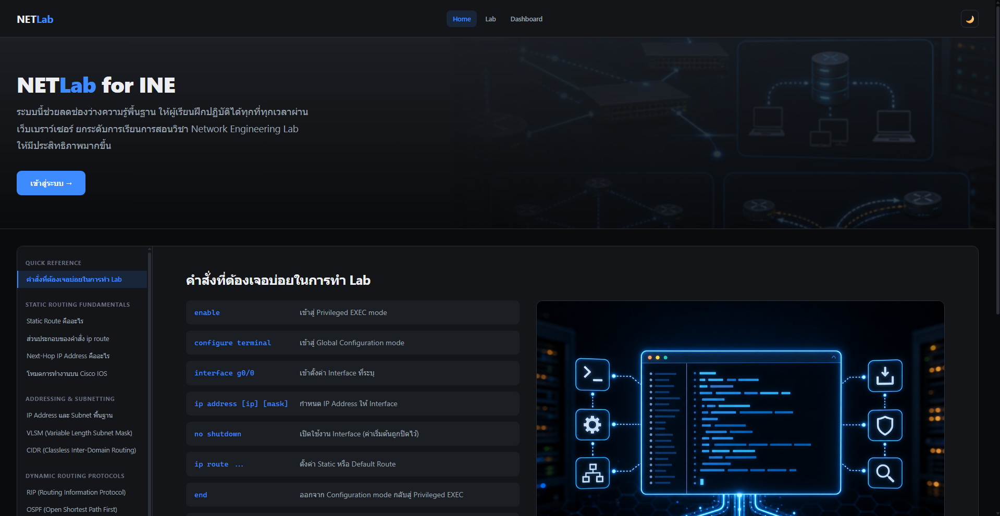 NETLab
Home
Lab
Dashboard
NETLab for INE
ระบบนี้ช่วยลดช่องว่างความรู้พื้นฐาน ให้ผู้เรียนฝึกปฏิบัติได้ทุกที่ทุกเวลาผ่าน
เว็บเบราว์เซอร์ ยกระดับการเรียนการสอนวิชา Network Engineering Lab
ให้มีประสิทธิภาพมากขึ้น
เข้าสู่ระบบ →
QUICK REFERENCE
คำสั่งที่ต้องเจอบ่อยในการทำ Lab
STATIC ROUTING FUNDAMENTALS
Static Route คืออะไร
ส่วนประกอบของคำสั่ง ip route
Next-Hop IP Address คืออะไร
โหมดการทำงานบน Cisco IOS
ADDRESSING & SUBNETTING
IP Address และ Subnet พื้นฐาน
VLSM (Variable Length Subnet Mask)
CIDR (Classless Inter-Domain Routing)
DYNAMIC ROUTING PROTOCOLS
RIP (Routing Information Protocol)
OSPF (Open Shortest Path First)
คำสั่งที่ต้องเจอบ่อยในการทำ Lab
enable เข้าสู่ Privileged EXEC mode
configure terminal เข้าสู่ Global Configuration mode
interface g0/0 เข้าตั้งค่า Interface ที่ระบุ
ip address [ip] [mask] กำหนด IP Address ให้ Interface
no shutdown เปิดใช้งาน Interface (ค่าเริ่มต้นถูกปิดไว้)
ip route ... ตั้งค่า Static หรือ Default Route
end ออกจาก Configuration mode กลับสู่ Privileged EXEC